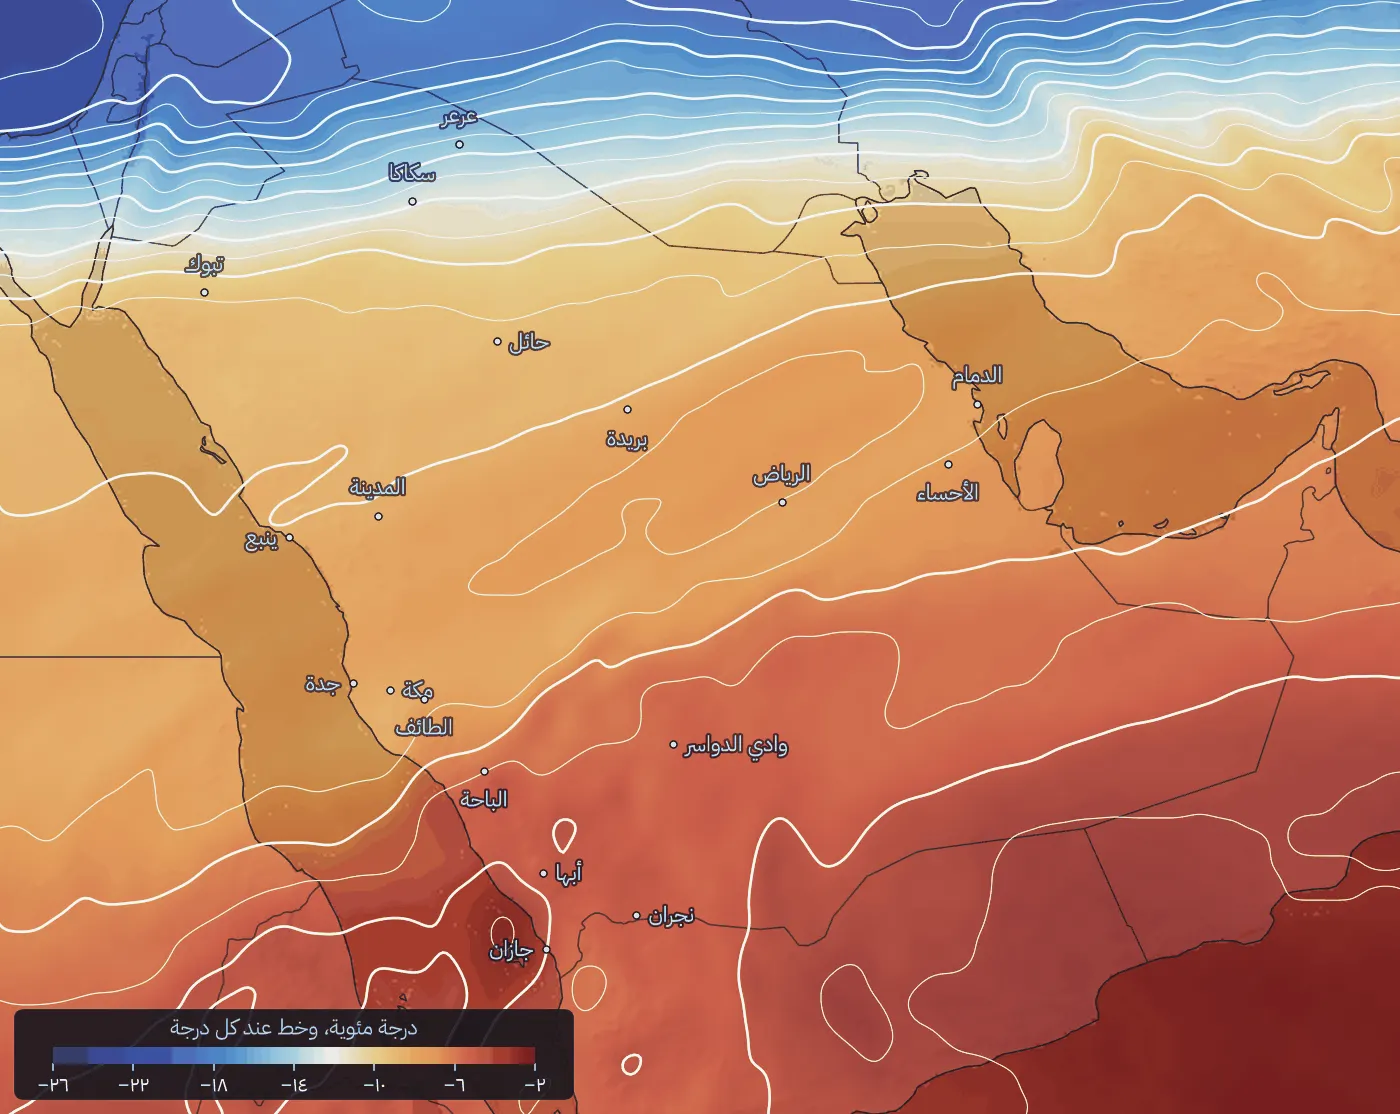 عرعر
سكاكا
تبوك
حائل
الدمام
بريدة
الرياض
المدينة
الأحساء
ينبع
جدة
مكة
الطائف
وادي الدواسر
الباحة
أبها
نجران
جازان
درجة مئوية، وخط عند كل درجة
−٢٦ −٢٢ −١٨ −١٤ −١٠ −٦ −٢